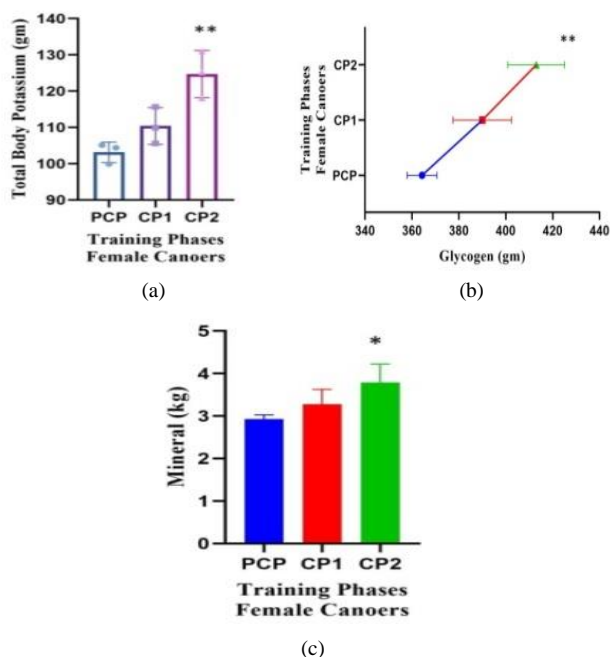 140
130
120
110
100
90
Total Body Potassium (gm)
**
PCP CP1 CP2
Training Phases
Female Canoers
(a)
Training Phases
Female Canoers
CP2
CP1
PCP
**
340 360 380 400 420 440
Glycogen (gm)
(b)
5
4
3
2
1
0
Mineral (kg)
*
PCP CP1 CP2
Training Phases
Female Canoers
(c)